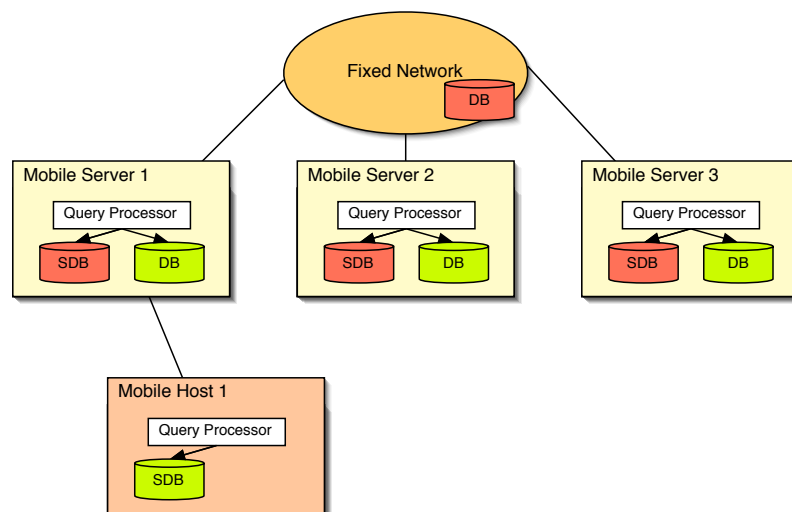 Fixed Network
DB
Mobile Server 1
Query Processor
SDB
DB
Mobile Server 2
Query Processor
SDB
DB
Mobile Server 3
Query Processor
SDB
DB
Mobile Host 1
Query Processor
SDB